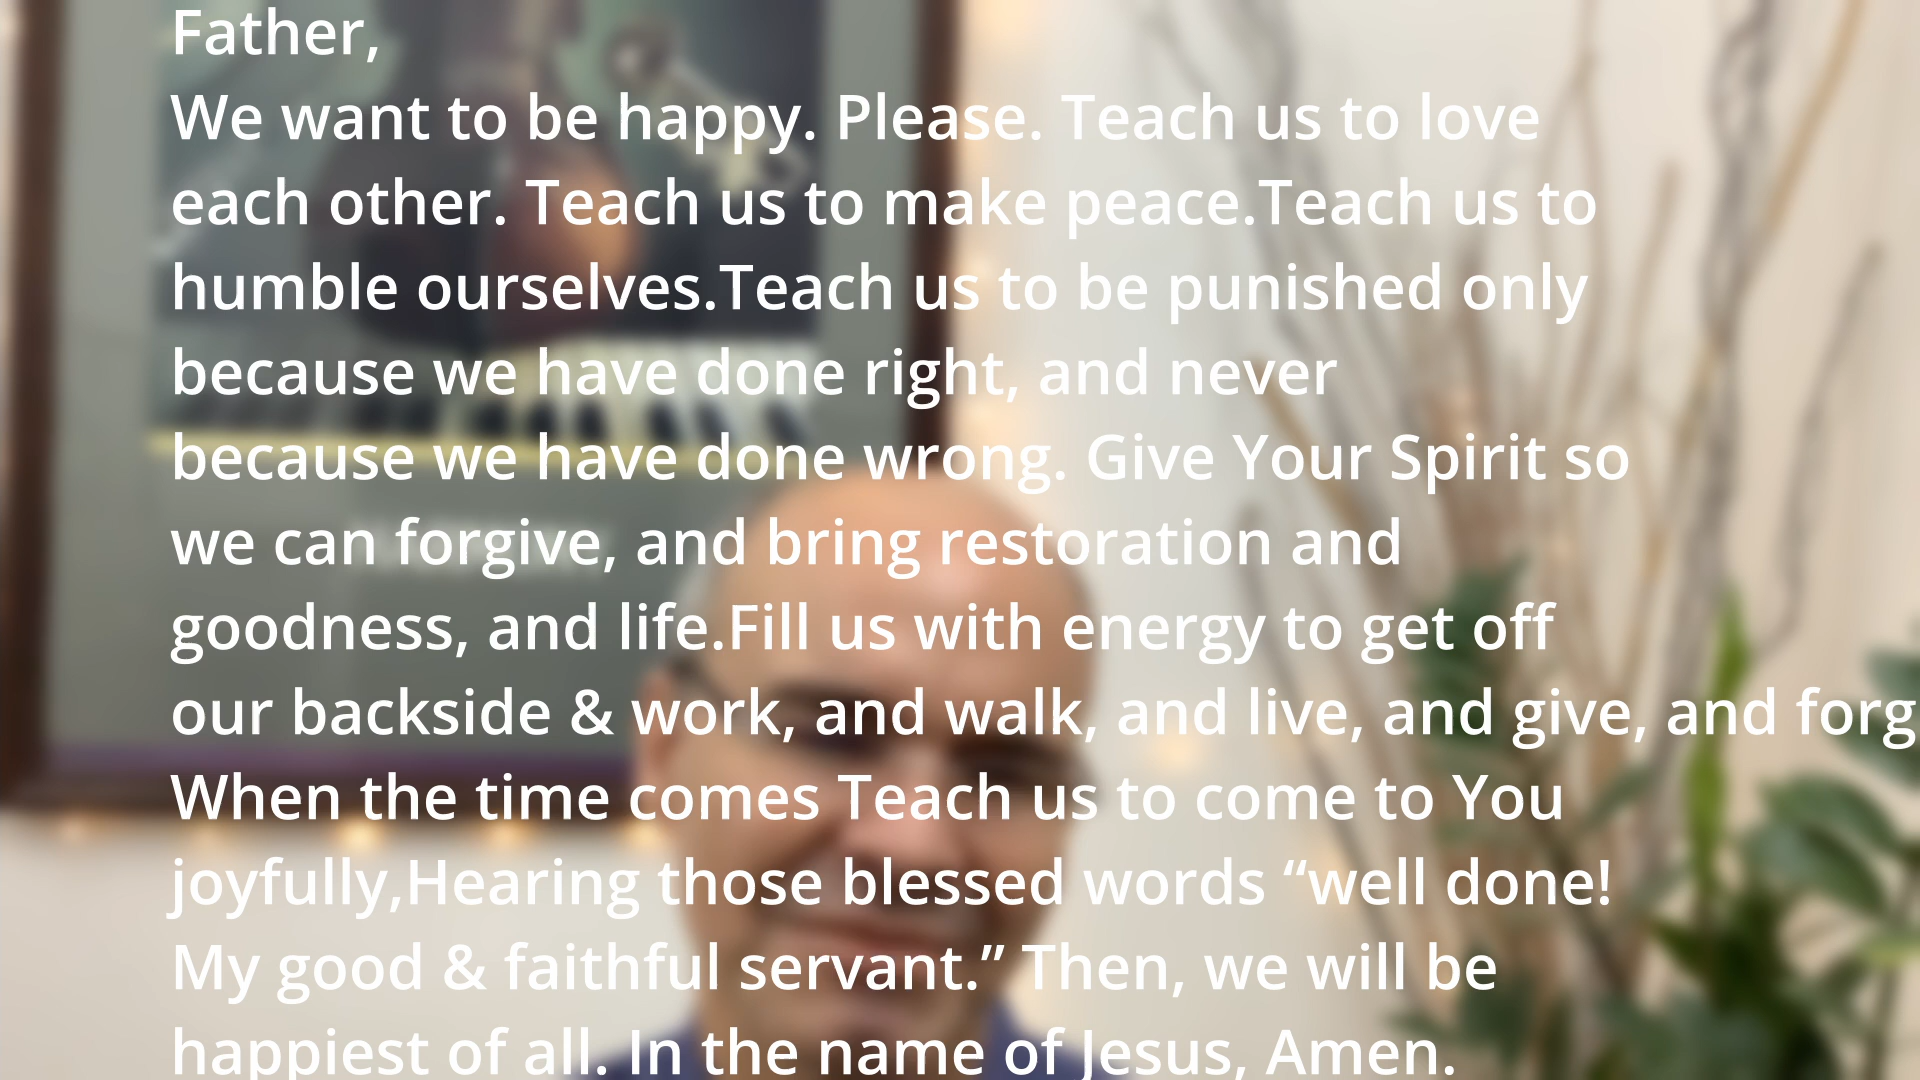 Father,
We want to be happy. Please. Teach us to love
each other. Teach us to make peace.Teach us to
humble ourselves.Teach us to be punished only
because we have done right, and never
because we have done wrong. Give Your Spirit so
we can forgive, and bring restoration and
goodness, and life.Fill us with energy to get off
our backside & work, and walk, and live, and give, and forg
When the time comes Teach us to come to You
joyfully,Hearing those blessed words “well done!
My good & faithful servant.” Then, we will be
happiest of all. In the name of Jesus, Amen.